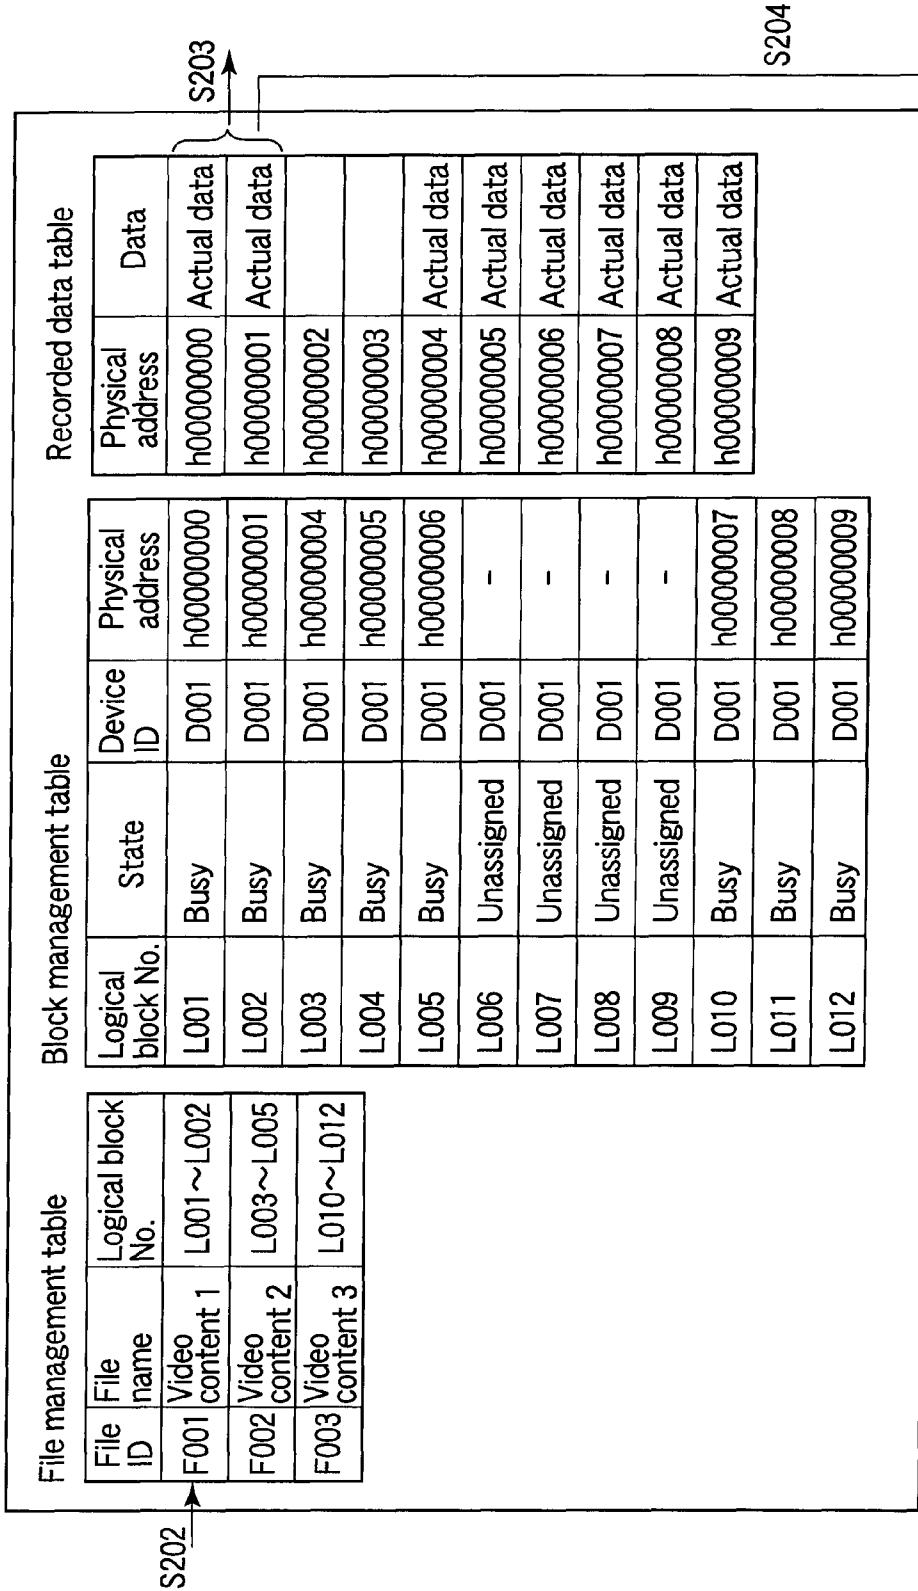 File management table
File ID File name Logical block No.
F001 Video content 1 L001~L002
F002 Video content 2 L003~L005
F003 Video content 3 L010~L012
Block management table
Logical block No. State Device ID Physical address
L001 Busy D001 h00000000
L002 Busy D001 h00000001
L003 Busy D001 h00000004
L004 Busy D001 h00000005
L005 Busy D001 h00000006
L006 Unassigned D001 -
L007 Unassigned D001 -
L008 Unassigned D001 -
L009 Unassigned D001 -
L010 Busy D001 h00000007
L011 Busy D001 h00000008
L012 Busy D001 h00000009
Recorded data table
Physical address Data
h00000000 Actual data
h00000001 Actual data
h00000002
h00000003
h00000004 Actual data
h00000005 Actual data
h00000006 Actual data
h00000007 Actual data
h00000008 Actual data
h00000009 Actual data
S202
S203
S204